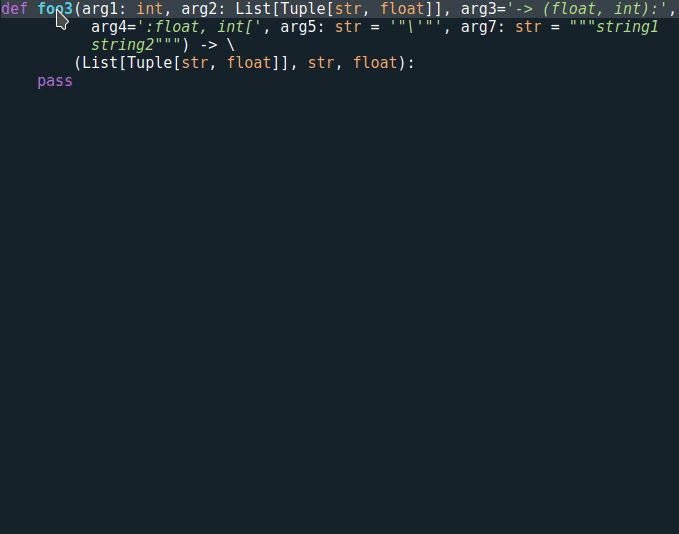 def foo3(arg1: int, arg2: List[Tuple[str, float]], arg3='-> (float, int):',
arg4=':float, int[', arg5: str = '"\'"', arg7: str = """string1
string2""") -> \
(List[Tuple[str, float]], str, float):
pass